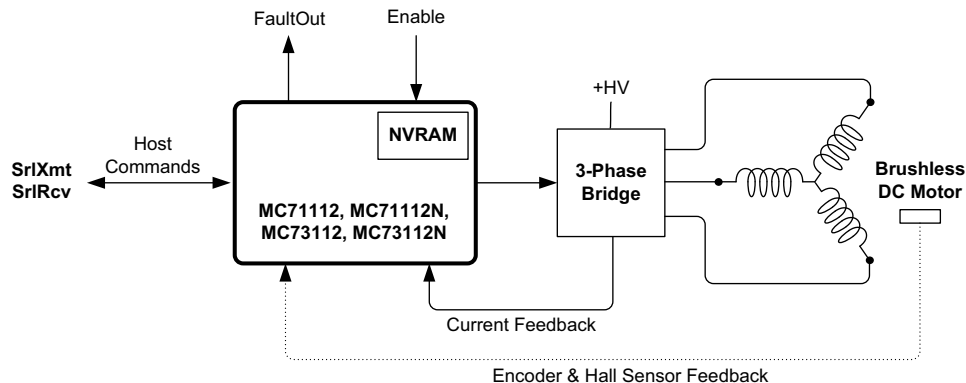 FaultOut
Enable
+HV
NVRAM
Host
Commands
SrlXmt
SrlRcv
3-Phase
Bridge
Brushless
DC Motor
MC71112, MC71112N,
MC73112, MC73112N
Current Feedback
Encoder & Hall Sensor Feedback